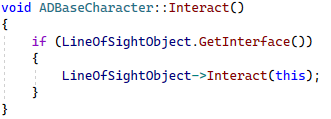 void ADBaseCharacter::Interact()
{
    if (LineOfSightObject.GetInterface())
    {
        LineOfSightObject->Interact(this);
    }
}